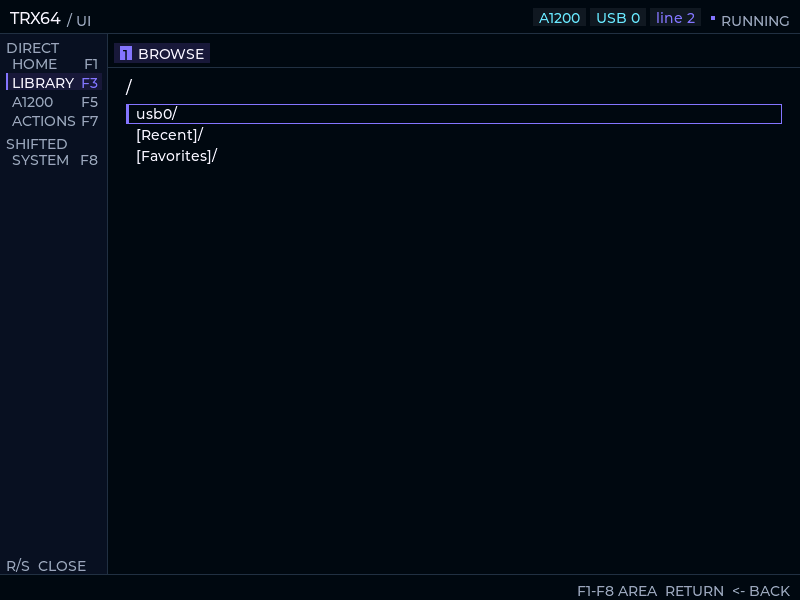 TRX64 / UI
A1200 USB 0 line 2 RUNNING
DIRECT
HOME F1
LIBRARY F3
A1200 F5
ACTIONS F7
SHIFTED
SYSTEM F8
R/S CLOSE
1 BROWSE
/
usb0/
[Recent]/
[Favorites]/
F1-F8 AREA RETURN <- BACK